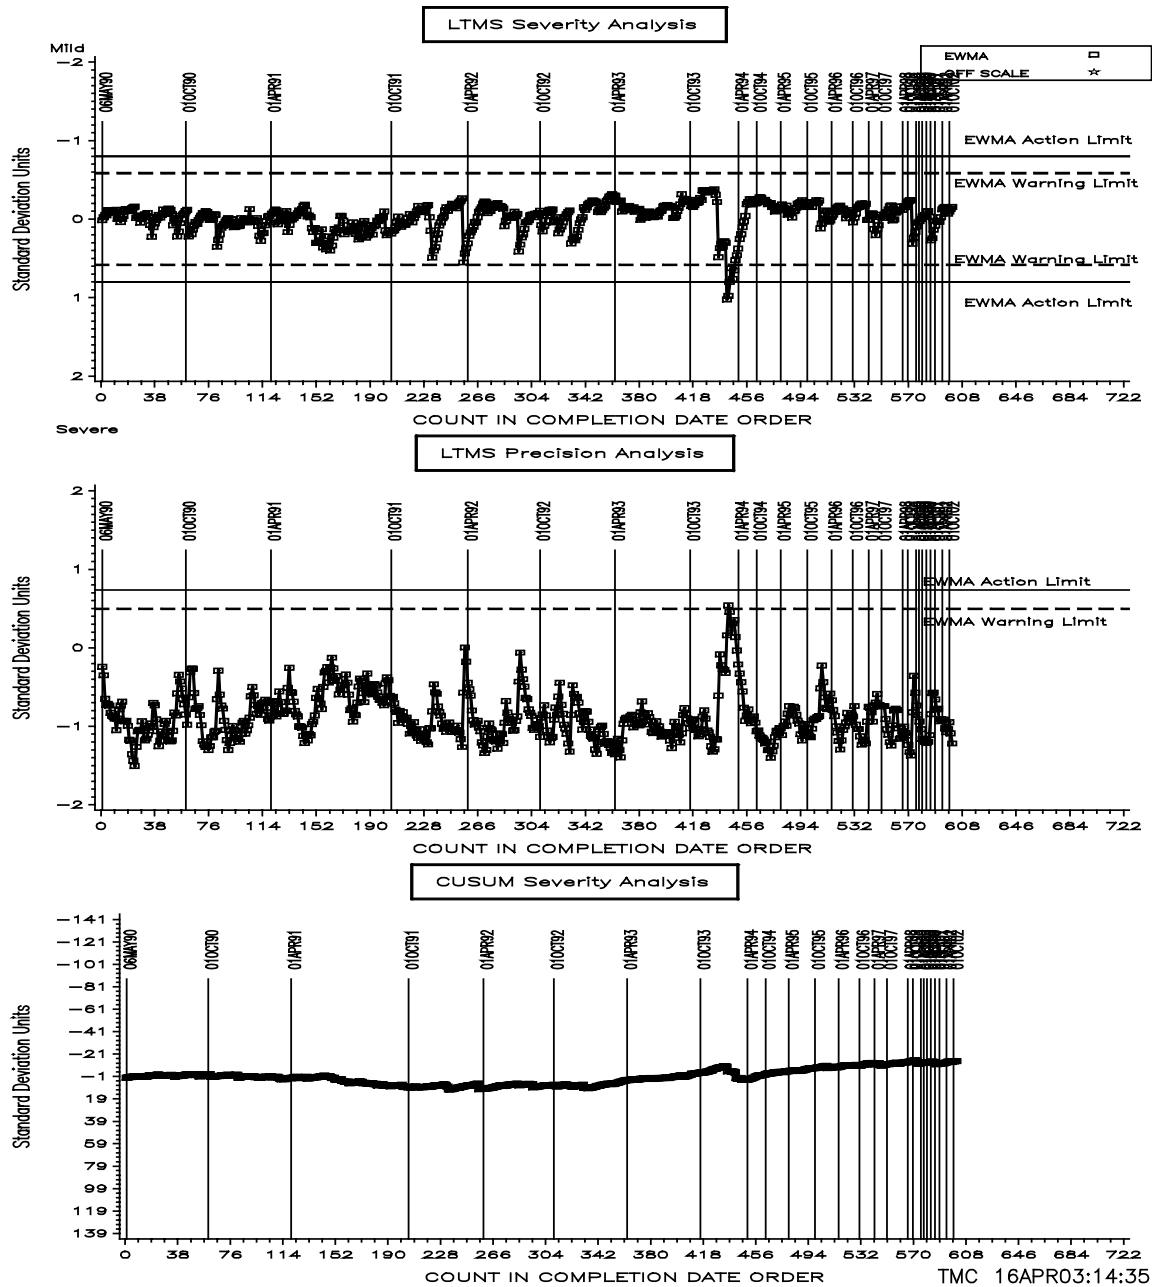 LTMS Severity Analysis
Mild
EWMA
OFF SCALE
-2
-1
0
1
2
Standard Deviation Units
06MAY90 01OCT90 01APR91 01OCT91 01APR92 01OCT92 01APR93 01OCT93 01APR94 01OCT94 01APR95 01OCT95 01APR96 01OCT96 01APR97 01OCT97 01APR98 01OCT02
EWMA Action Limit
EWMA Warning Limit
EWMA Warning Limit
EWMA Action Limit
0 38 76 114 152 190 228 266 304 342 380 418 456 494 532 570 608 646 684 722
COUNT IN COMPLETION DATE ORDER
Severe
LTMS Precision Analysis
2
1
0
-1
-2
Standard Deviation Units
06MAY90 01OCT90 01APR91 01OCT91 01APR92 01OCT92 01APR93 01OCT93 01APR94 01OCT94 01APR95 01OCT95 01APR96 01OCT96 01APR97 01OCT97 01APR98 01OCT02
EWMA Action Limit
EWMA Warning Limit
0 38 76 114 152 190 228 266 304 342 380 418 456 494 532 570 608 646 684 722
COUNT IN COMPLETION DATE ORDER
CUSUM Severity Analysis
-141
-121
-101
-81
-61
-41
-21
-1
19
39
59
79
99
119
139
Standard Deviation Units
06MAY90 01OCT90 01APR91 01OCT91 01APR92 01OCT92 01APR93 01OCT93 01APR94 01OCT94 01APR95 01OCT95 01APR96 01OCT96 01APR97 01OCT97 01APR98 01OCT02
0 38 76 114 152 190 228 266 304 342 380 418 456 494 532 570 608 646 684 722
COUNT IN COMPLETION DATE ORDER
TMC 16APR03:14:35